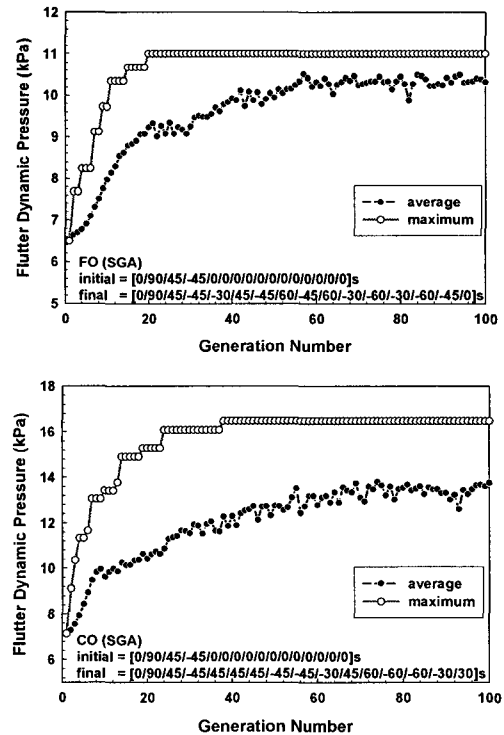 12
11
10
9
8
7
6
5
Flutter Dynamic Pressure (kPa)
average
maximum
FO (SGA)
initial = [0/90/45/-45/0/0/0/0/0/0/0/0/0/0/0/0]s
final = [0/90/45/-45/-30/45/-45/60/-45/60/-30/-60/-30/-60/-45/0]s
0 20 40 60 80 100
Generation Number
18
16
14
12
10
8
6
Flutter Dynamic Pressure (kPa)
average
maximum
CO (SGA)
initial = [0/90/45/-45/0/0/0/0/0/0/0/0/0/0/0/0]s
final = [0/90/45/-45/45/45/45/-45/-45/-30/45/60/-60/-60/-30/30]s
0 20 40 60 80 100
Generation Number